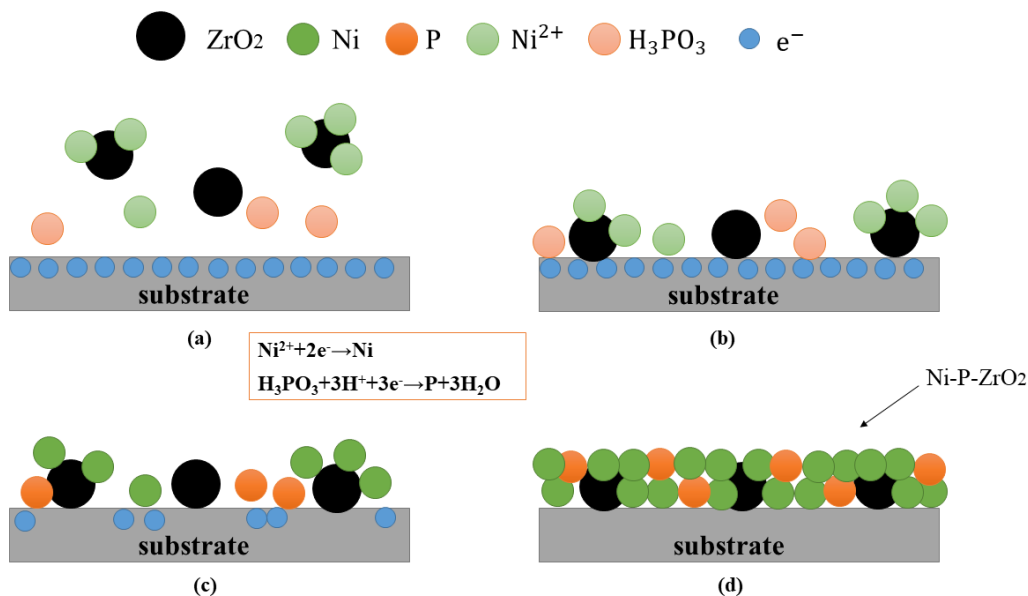 ZrO₂ Ni P Ni²⁺ H₃PO₃ e⁻
substrate
(a)
substrate
(b)
Ni²⁺+2e⁻→Ni
H₃PO₃+3H⁺+3e⁻→P+3H₂O
Ni-P-ZrO₂
substrate
(c)
substrate
(d)